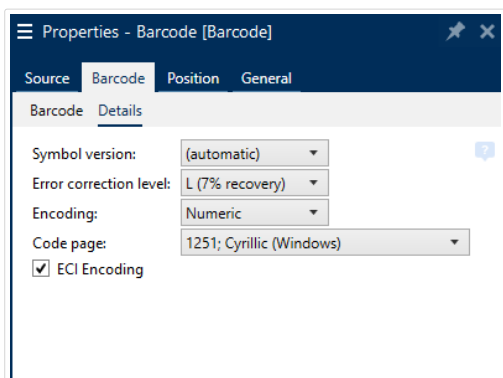 Properties - Barcode [Barcode]
Source Barcode Position General
Barcode Details
Symbol version: (automatic)
Error correction level: L (7% recovery)
Encoding: Numeric
Code page: 1251; Cyrillic (Windows)
ECI Encoding
?